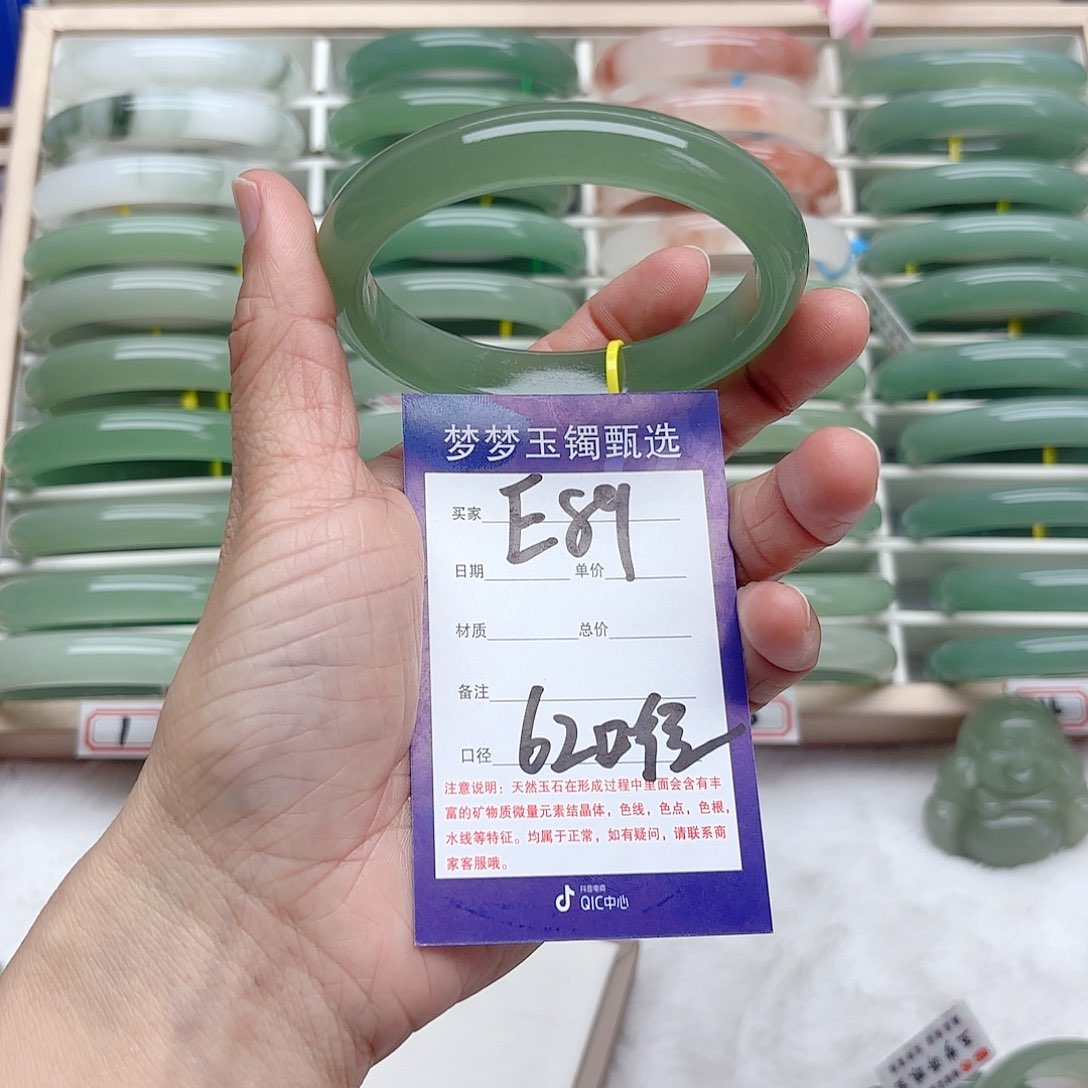 梦梦玉镯甄选
买家 E89
日期 单价
材质 总价
备注
口径 62口径
注意说明：天然玉石在形成过程中里面会含有丰
富的矿物质微量元素结晶体，色线，色点，色根，
水线等特征。均属于正常，如有疑问，请联系商
家客服哦。
抖音电商
QIC中心
1